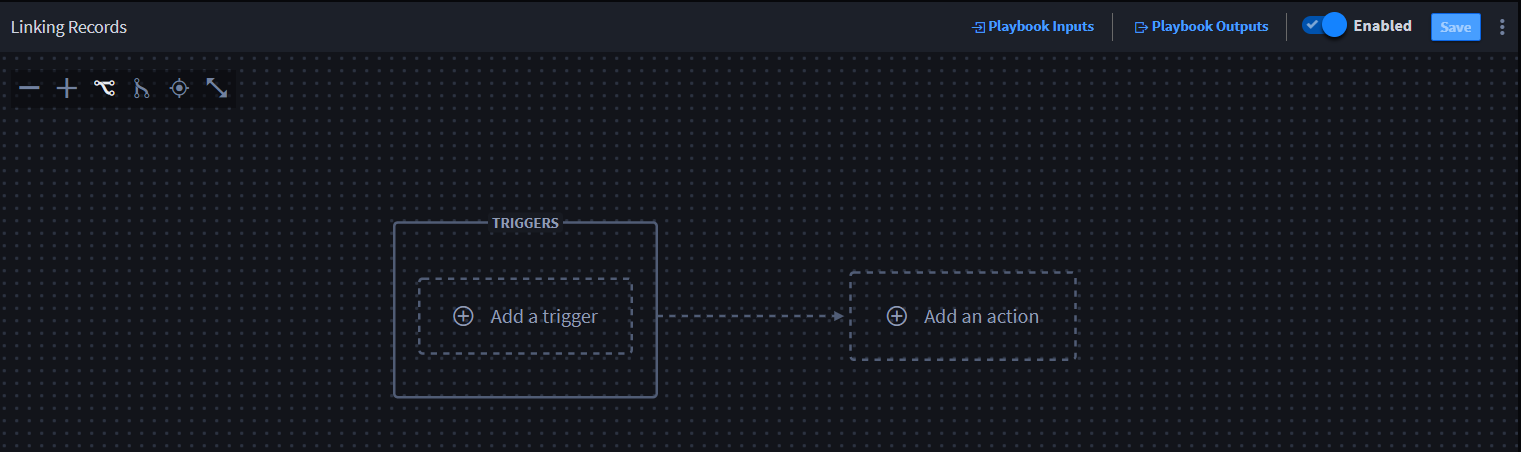 Linking Records
Playbook Inputs
Playbook Outputs
Enabled
Save
TRIGGERS
Add a trigger
Add an action